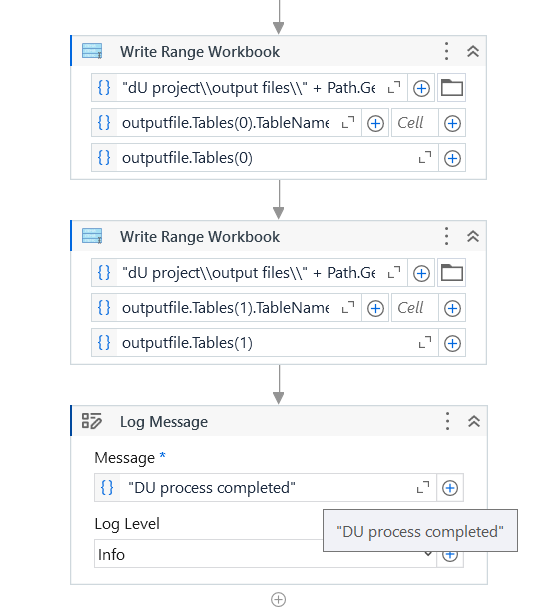 Write Range Workbook
"dU project\\output files\\" + Path.Ge
outputfile.Tables(0).TableName Cell
outputfile.Tables(0)
Write Range Workbook
"dU project\\output files\\" + Path.Ge
outputfile.Tables(1).TableName Cell
outputfile.Tables(1)
Log Message
Message *
"DU process completed"
Log Level
"DU process completed"
Info